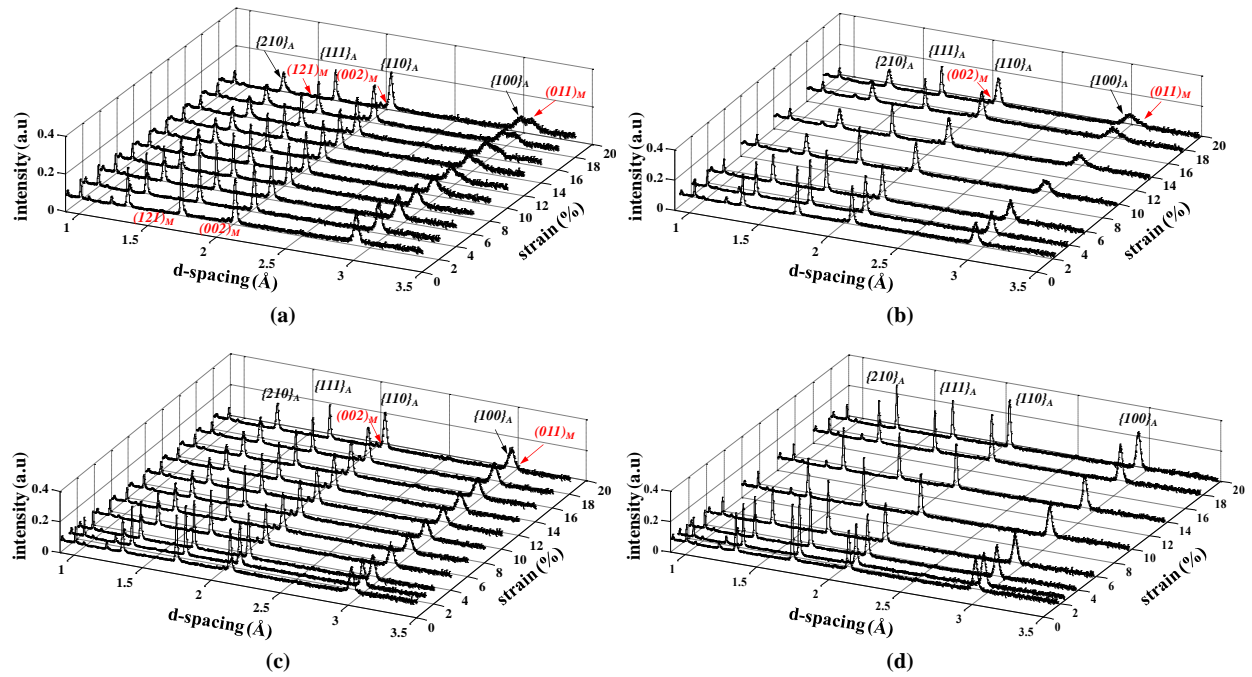 {210}A
{111}A
{110}A
(121)M
(002)M
{100}A
(011)M
intensity (a.u)
0.4
0.2
0
(121)M
(002)M
1
1.5
2
2.5
3
3.5
d-spacing (Å)
0
2
4
6
8
10
12
14
16
18
20
strain (%)
(a)
{210}A
{111}A
{110}A
(002)M
{100}A
(011)M
intensity (a.u)
0.4
0.2
0
1
1.5
2
2.5
3
3.5
d-spacing (Å)
0
2
4
6
8
10
12
14
16
18
20
strain (%)
(b)
{210}A
{111}A
{110}A
(002)M
{100}A
(011)M
intensity (a.u)
0.4
0.2
0
1
1.5
2
2.5
3
3.5
d-spacing (Å)
0
2
4
6
8
10
12
14
16
18
20
strain (%)
(c)
{210}A
{111}A
{110}A
{100}A
intensity (a.u)
0.4
0.2
0
1
1.5
2
2.5
3
3.5
d-spacing (Å)
0
2
4
6
8
10
12
14
16
18
20
strain (%)
(d)